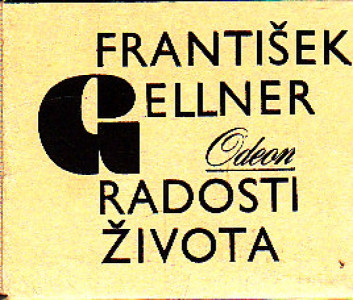 FRANTIŠEK
GELLNER
Odeon
RADOSTI
ŽIVOTA